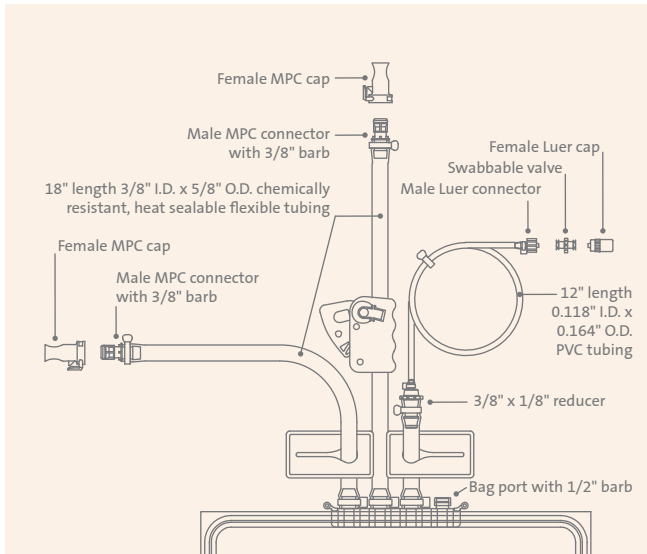 Female MPC cap
Male MPC connector
with 3/8" barb
Female Luer cap
Swabbable valve
Male Luer connector
18" length 3/8" I.D. x 5/8" O.D. chemically
resistant, heat sealable flexible tubing
Female MPC cap
Male MPC connector
with 3/8" barb
12" length
0.118" I.D. x
0.164" O.D.
PVC tubing
3/8" x 1/8" reducer
Bag port with 1/2" barb